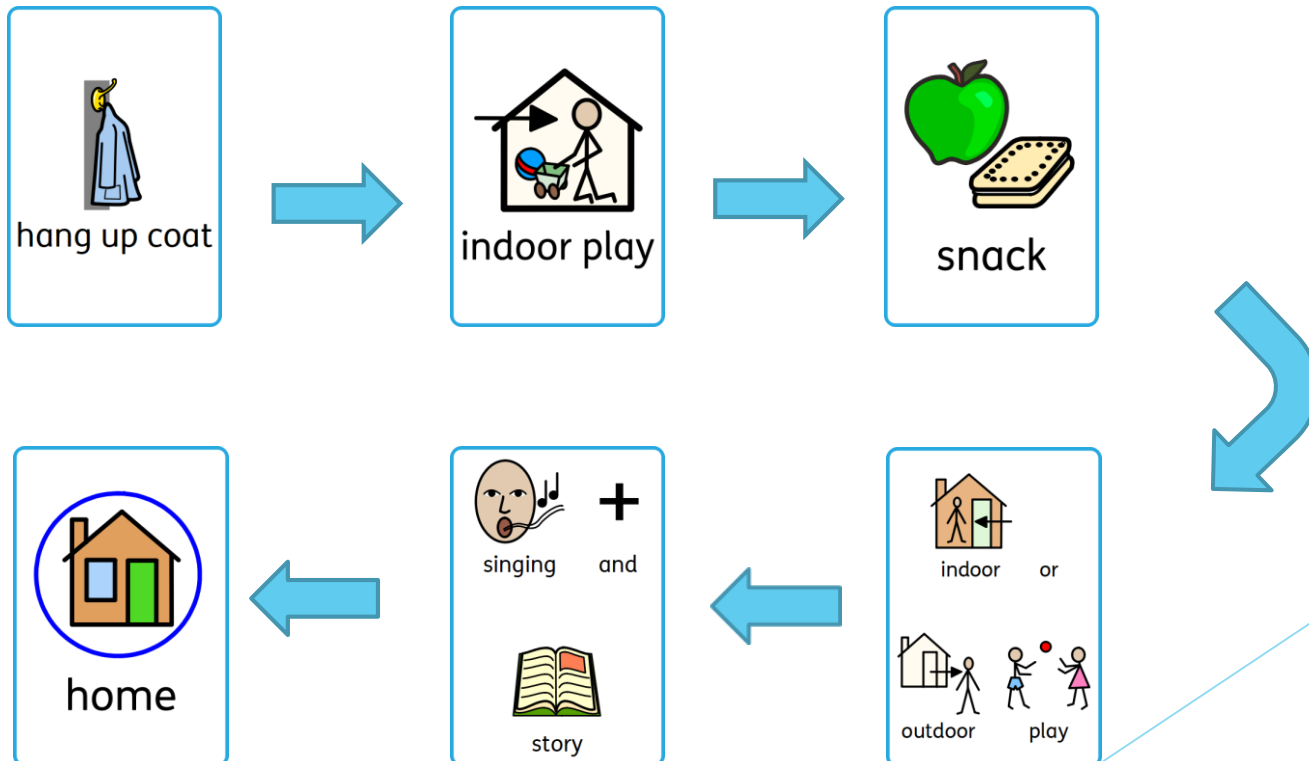 hang up coat
indoor play
snack
indoor or
outdoor play
singing and
story
home